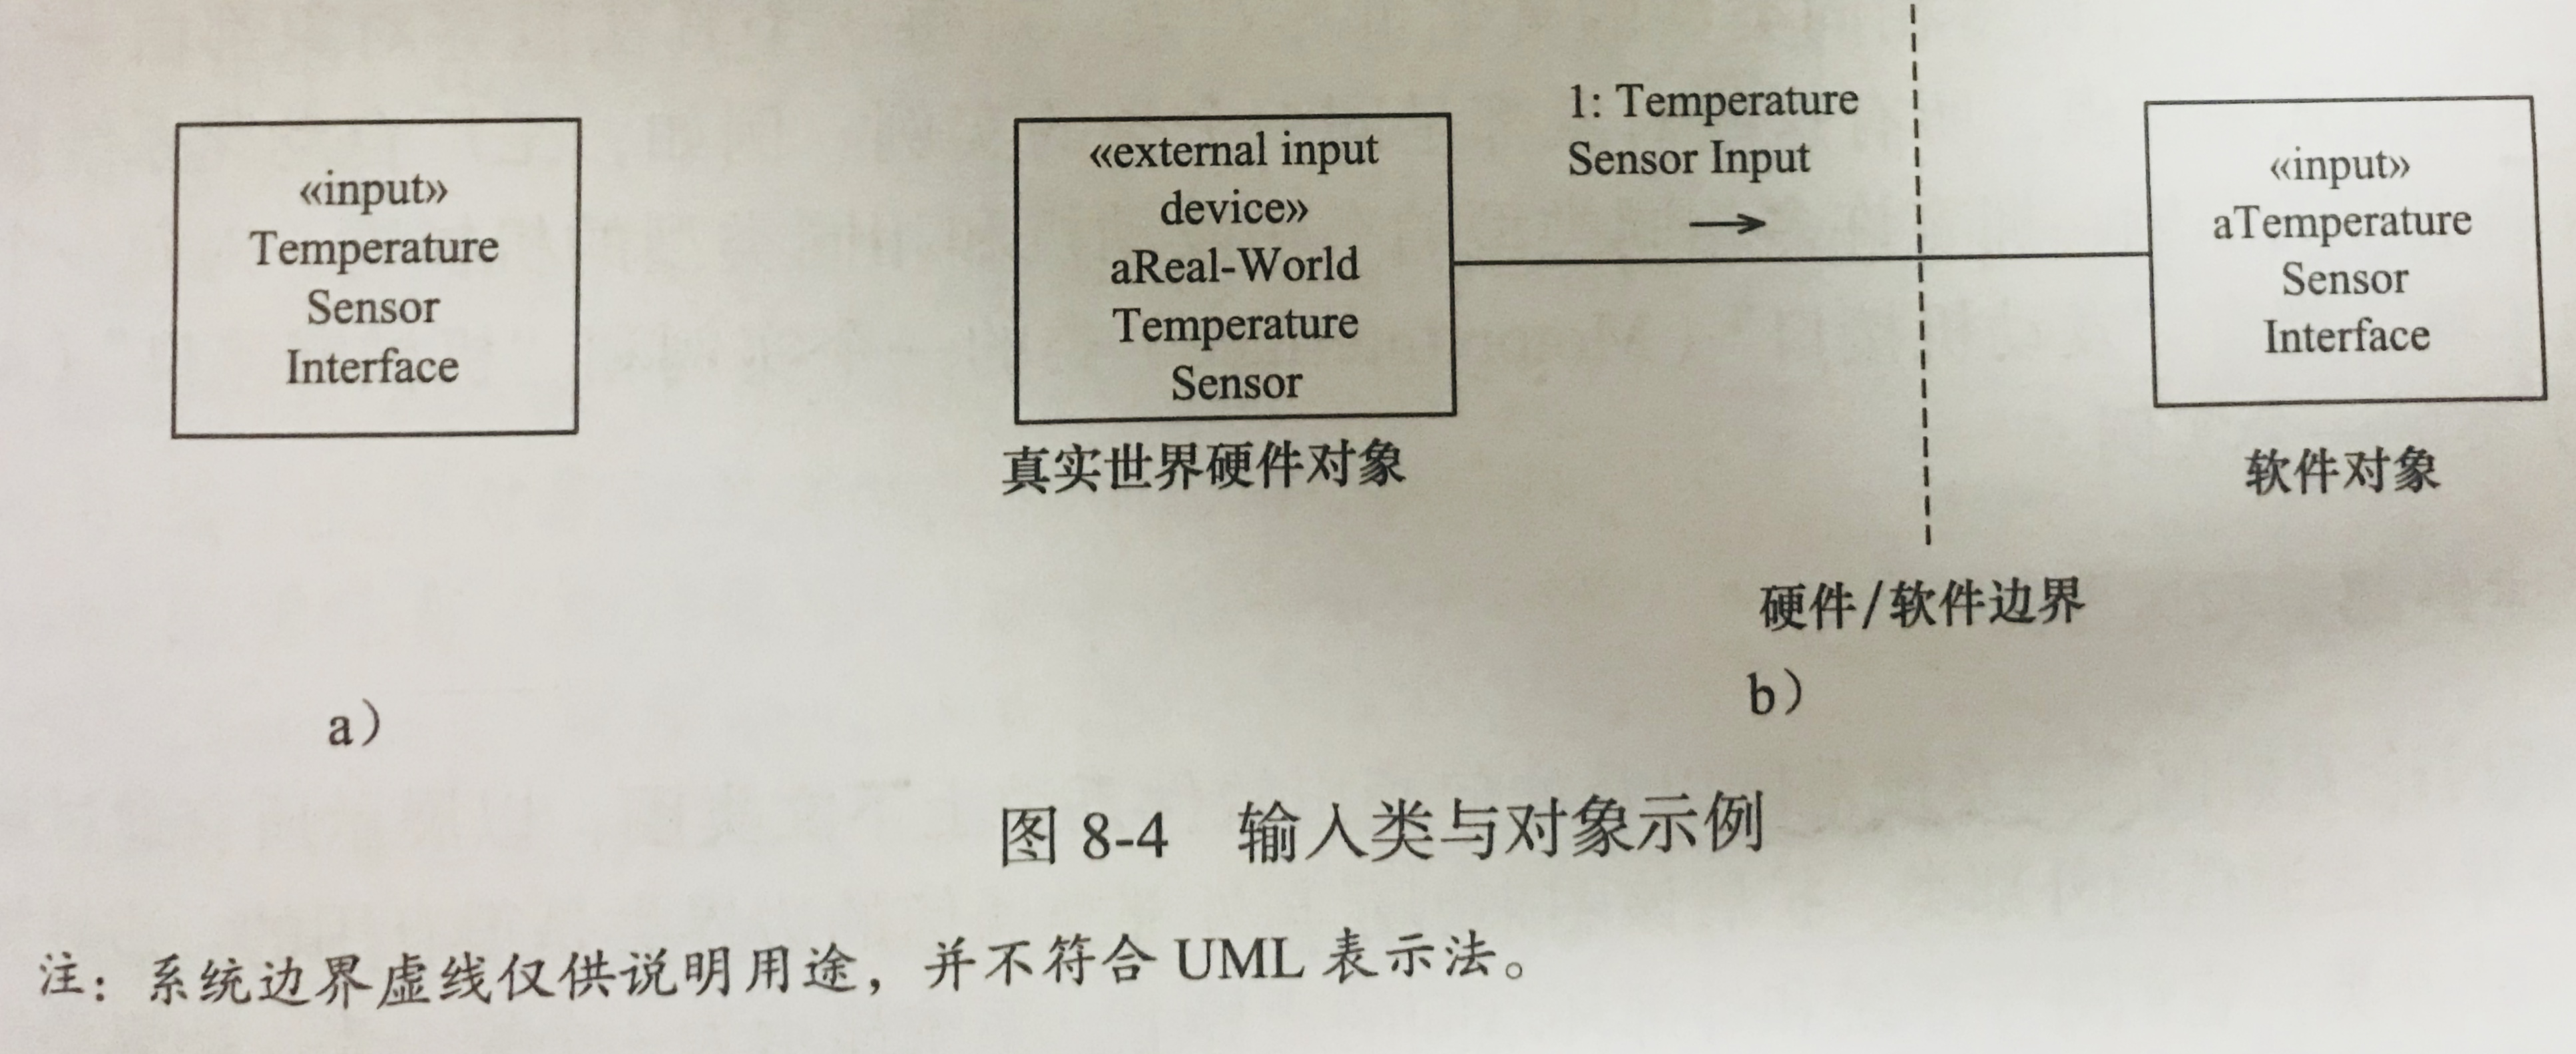 «input»
Temperature
Sensor
Interface
a）
«external input
device»
aReal-World
Temperature
Sensor
真实世界硬件对象
1: Temperature
Sensor Input
«input»
aTemperature
Sensor
Interface
软件对象
硬件/软件边界
b）
图 8-4　输入类与对象示例
注：系统边界虚线仅供说明用途，并不符合 UML 表示法。